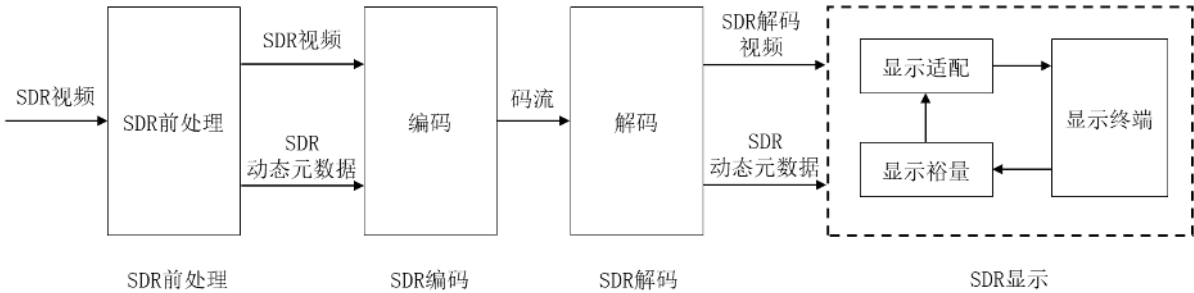 SDR视频
SDR前处理
SDR视频
SDR
动态元数据
编码
码流
解码
SDR解码
视频
SDR
动态元数据
显示适配
显示裕量
显示终端
SDR前处理
SDR编码
SDR解码
SDR显示